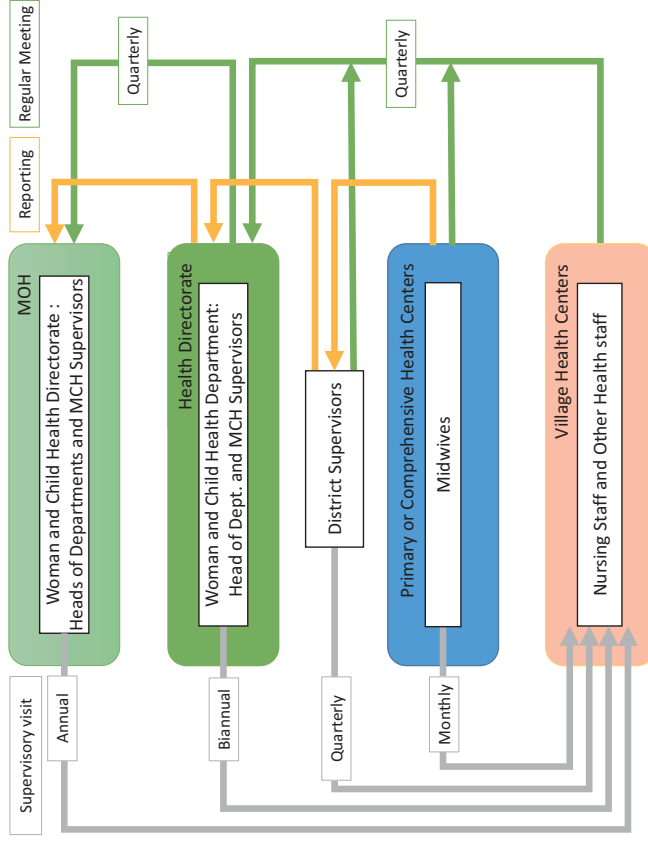 Supervisory visit
Reporting
Regular Meeting
MOH
Woman and Child Health Directorate :
Heads of Departments and MCH Supervisors
Annual
Quarterly
Health Directorate
Woman and Child Health Department:
Head of Dept. and MCH Supervisors
Biannual
District Supervisors
Quarterly
Quarterly
Primary or Comprehensive Health Centers
Midwives
Monthly
Village Health Centers
Nursing Staff and Other Health staff